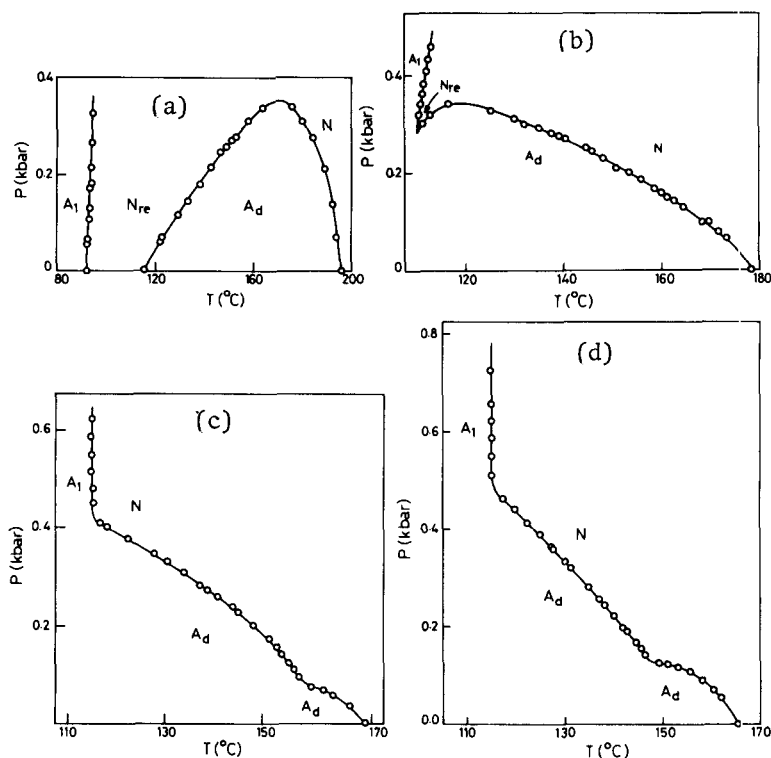 (a)
0.4
0.2
0
P (kbar)
A1
Nre
Ad
N
80
120
160
200
T (°C)
(b)
0.4
0.2
0
P (kbar)
A1
Nre
Ad
N
120
140
160
180
T (°C)
(c)
0.6
0.4
0.2
P (kbar)
A1
N
Ad
Ad
110
130
150
170
T (°C)
(d)
0.8
0.6
0.4
0.2
0.0
P (kbar)
A1
N
Ad
Ad
110
130
150
170
T (°C)